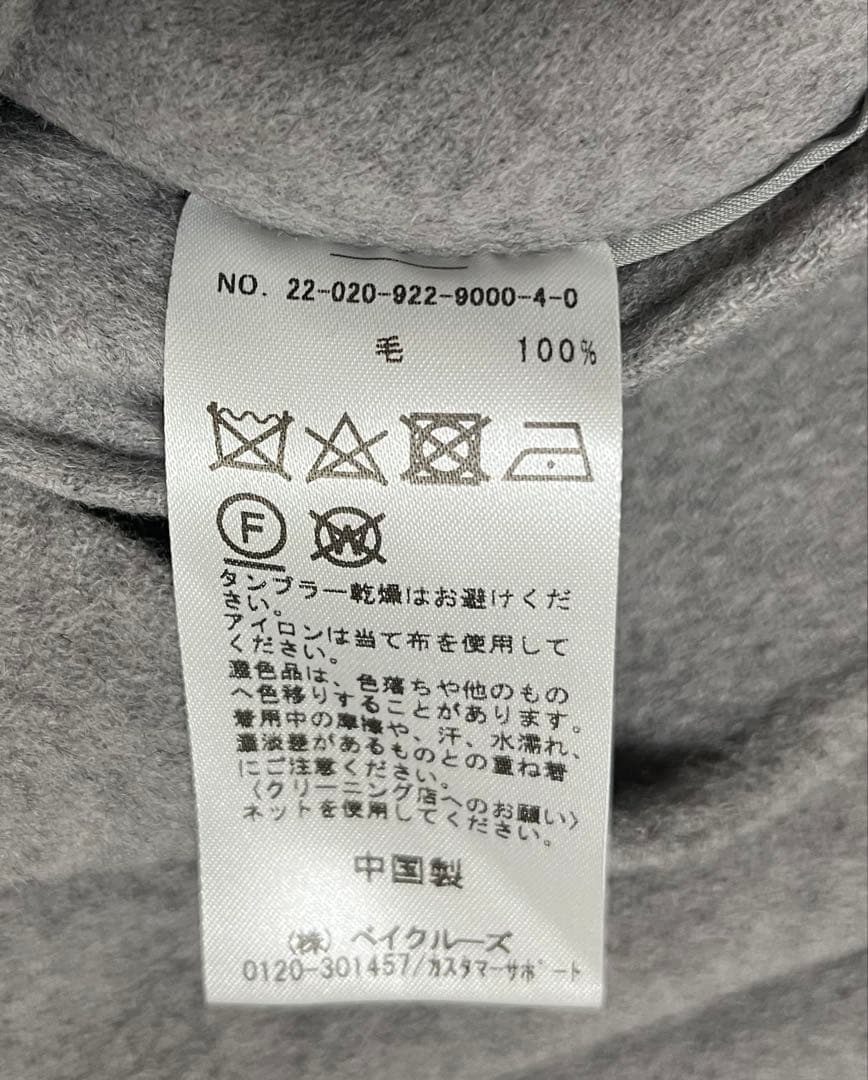 NO. 22-020-922-9000-4-0
毛 100%
F W
タンブラー乾燥はお避けくだ
さい。
アイロンは当て布を使用して
ください。
濃色品は、色落ちや他のもの
へ色移りすることがあります。
着用中の摩擦や、汗、水濡れ、
濃淡差があるものとの重ね着
にご注意ください。
〈クリーニング店へのお願い〉
ネットを使用してください。
中国製
(株) ベイクルーズ
0120-301457/カスタマーサポート